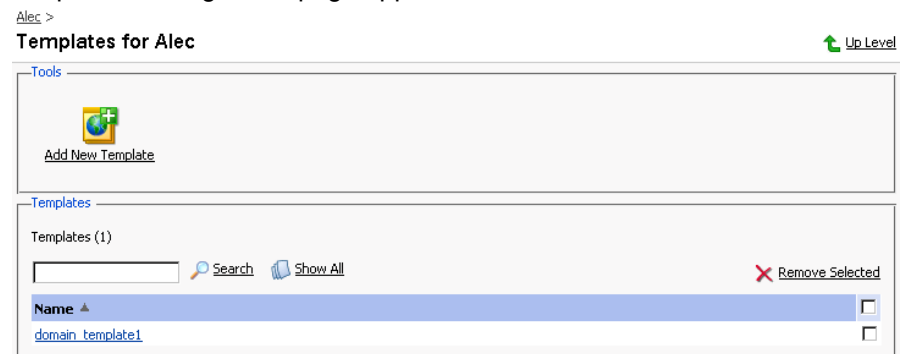 Alec >
Templates for Alec
Up Level
Tools
Add New Template
Templates
Templates (1)
Search Show All
Remove Selected
Name
domain_template1